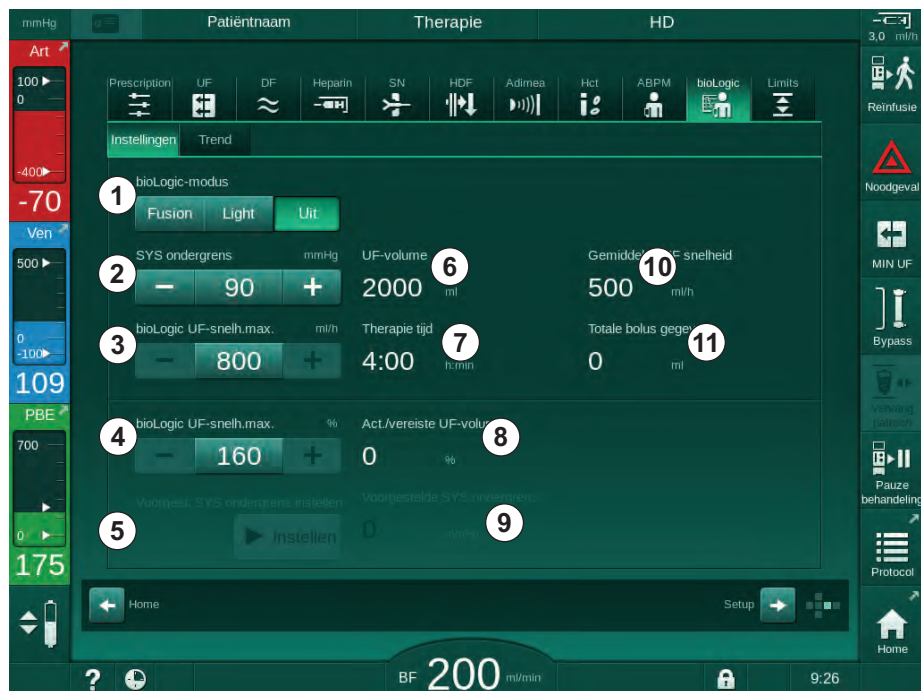 mmHg
Patiëntnaam
Therapie
HD
3,0 ml/h
Art
100
0
-400
-70
Ven
500
0
-100
109
PBE
700
0
175
Prescription
UF
DF
Heparin
SN
HDF
Adimea
Hct
ABPM
bioLogic
Limits
Instellingen
Trend
bioLogic-modus
1
Fusion
Light
Uit
SYS ondergrens mmHg
2
− 90 +
UF-volume
6
2000 ml
10
snelheid
500 ml/h
bioLogic UF-snelh.max. ml/h
3
− 800 +
Therapie tijd
7
4:00 h:min
Totale bolus
11
0 ml
bioLogic UF-snelh.max. %
4
− 160 +
Act./vereiste
8
0 %
Voorgest. SYS ondergrens instellen
5
Instellen
Voorgestelde SYS ondergrens
9
0 mmHg
Home
Setup
BF 200 ml/min
?
9:26
Reïnfusie
Noodgeval
MIN UF
Bypass
Vervang
patroon
Pauze
behandeling
Protocol
Home